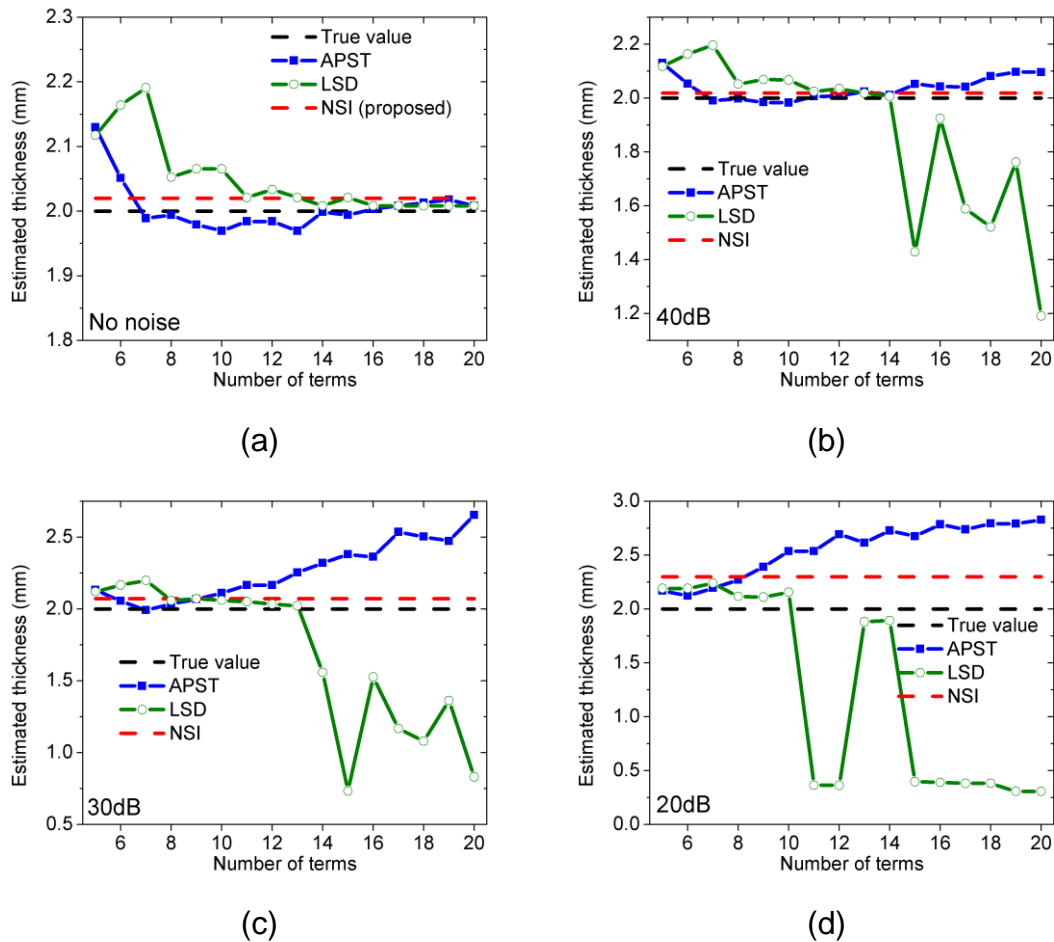 2.3
2.2
2.1
2.0
1.9
1.8
Estimated thickness (mm)
True value
APST
LSD
NSI (proposed)
No noise
6 8 10 12 14 16 18 20
Number of terms
(a)
2.2
2.0
1.8
1.6
1.4
1.2
Estimated thickness (mm)
True value
APST
LSD
NSI
40dB
6 8 10 12 14 16 18 20
Number of terms
(b)
2.5
2.0
1.5
1.0
0.5
Estimated thickness (mm)
True value
APST
LSD
NSI
30dB
6 8 10 12 14 16 18 20
Number of terms
(c)
3.0
2.5
2.0
1.5
1.0
0.5
0.0
Estimated thickness (mm)
True value
APST
LSD
NSI
20dB
6 8 10 12 14 16 18 20
Number of terms
(d)